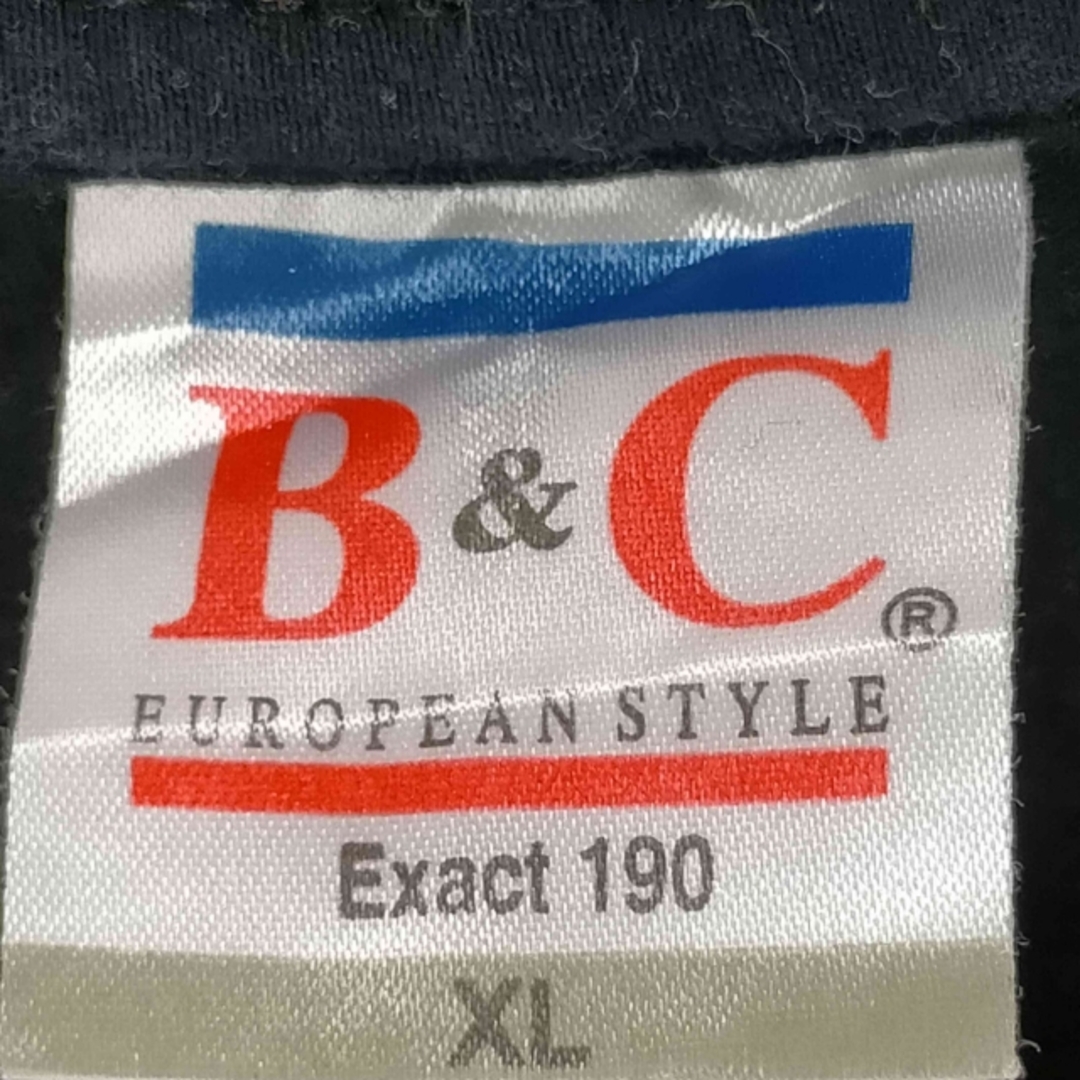 B & C ®
EUROPEAN STYLE
Exact 190
XL